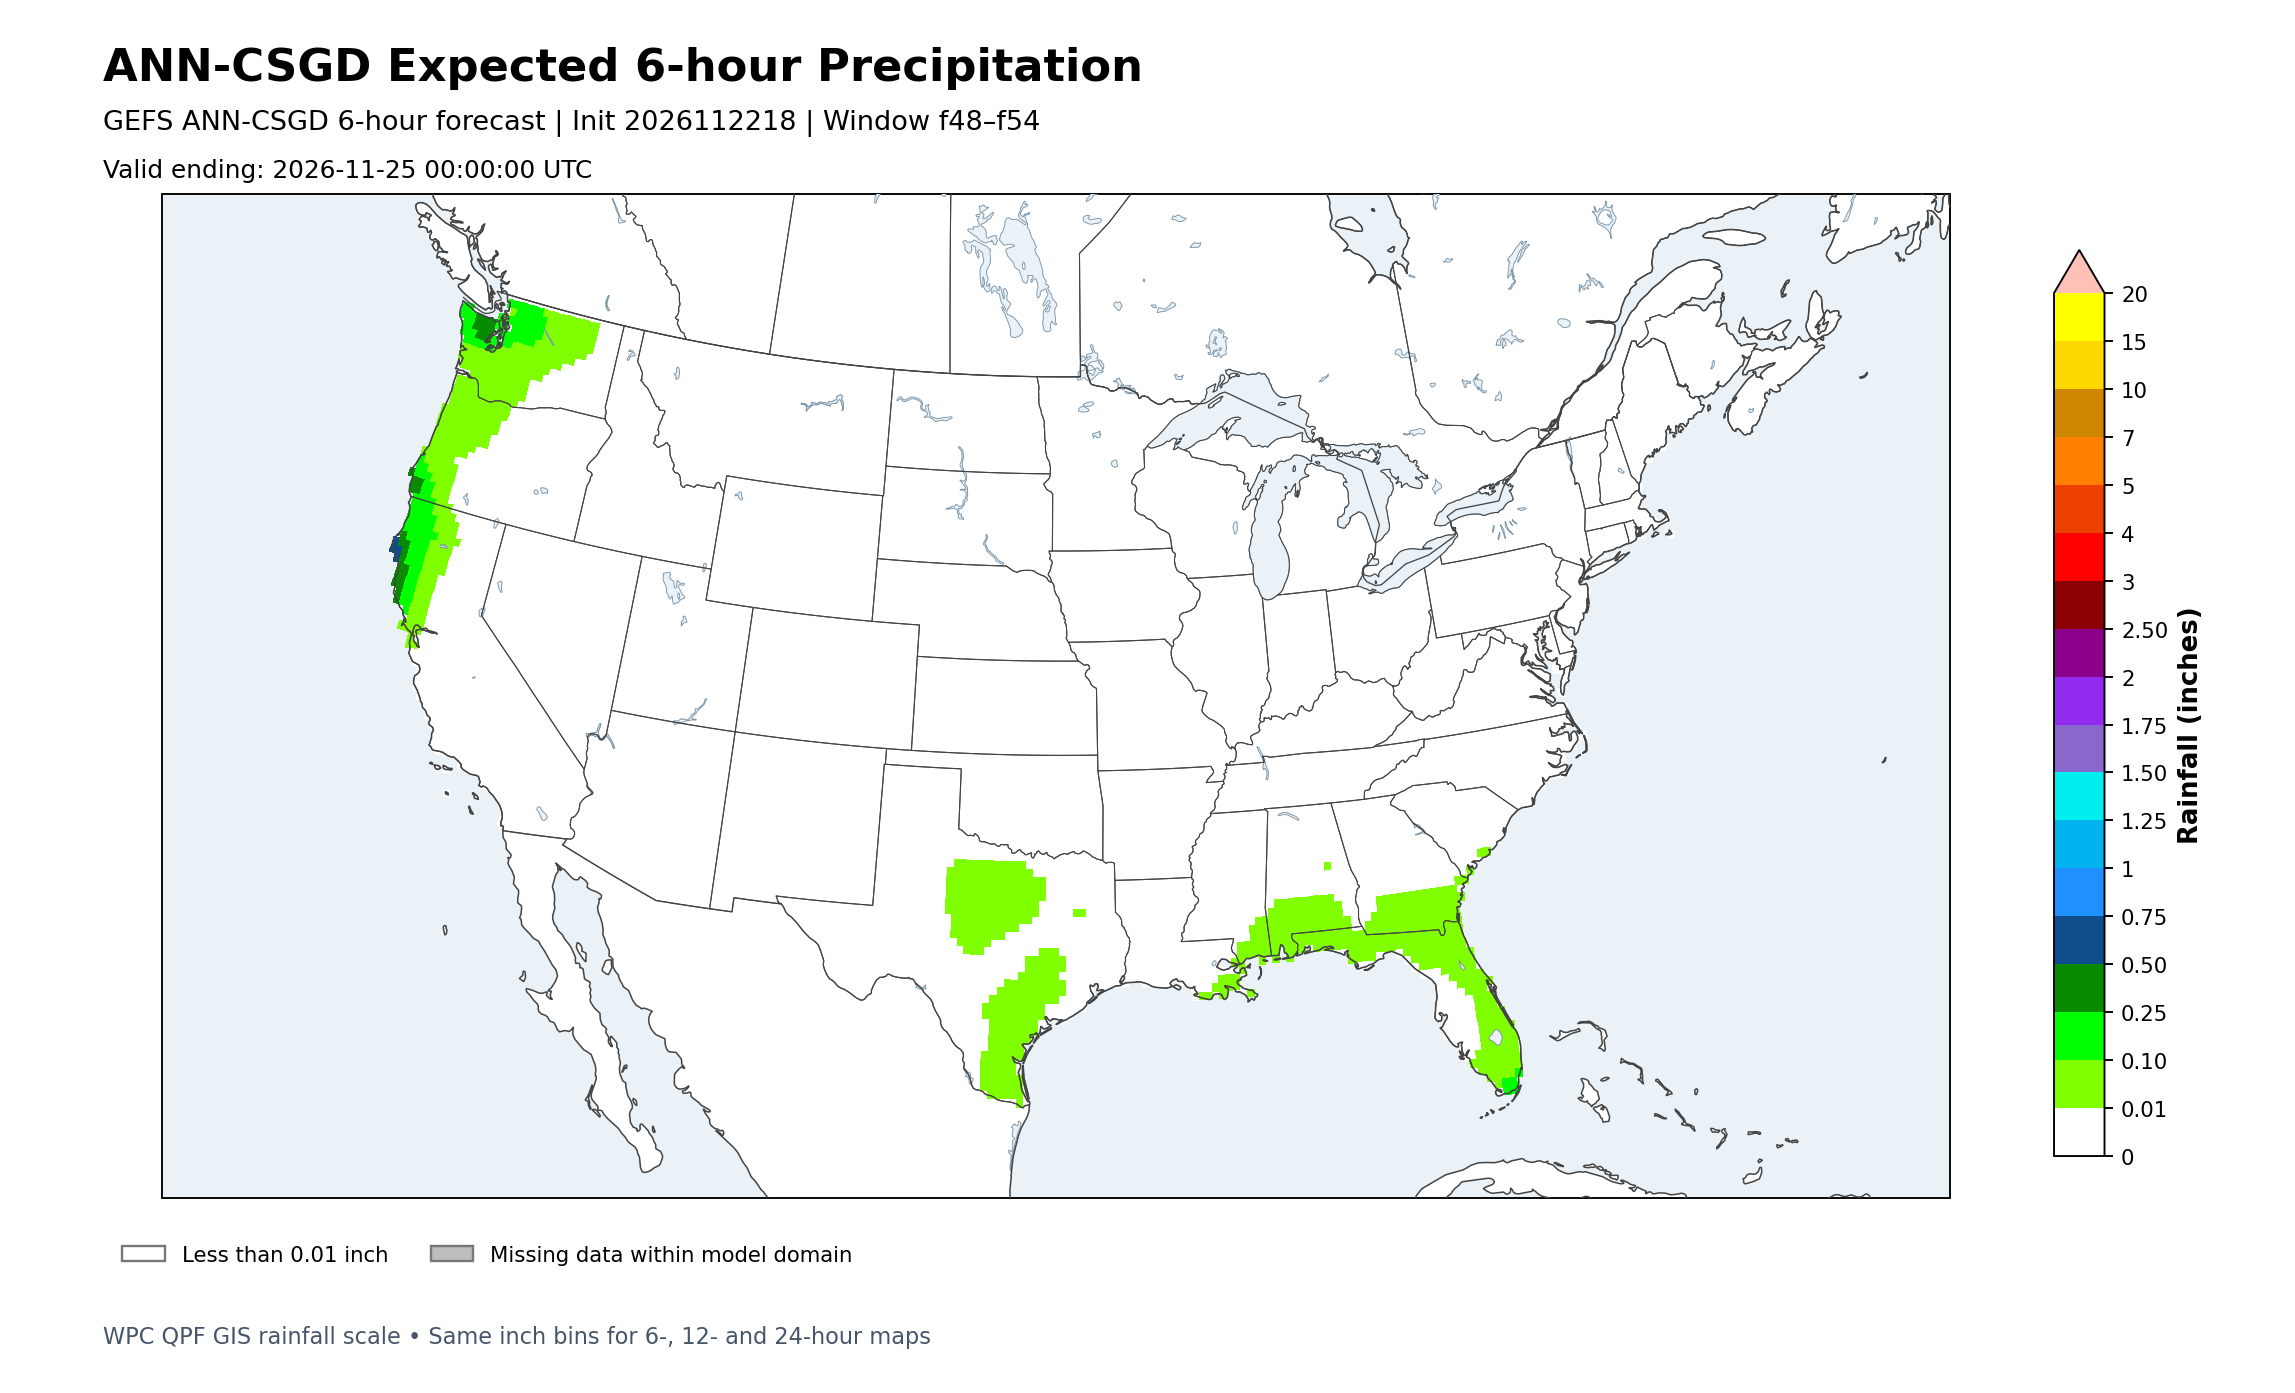 ANN-CSGD Expected 6-hour Precipitation
GEFS ANN-CSGD 6-hour forecast | Init 2026112218 | Window f48–f54
Valid ending: 2026-11-25 00:00:00 UTC
20
15
10
7
5
4
3
2.50
2
1.75
1.50
1.25
1
0.75
0.50
0.25
0.10
0.01
0
Rainfall (inches)
Less than 0.01 inch
Missing data within model domain
WPC QPF GIS rainfall scale • Same inch bins for 6-, 12- and 24-hour maps